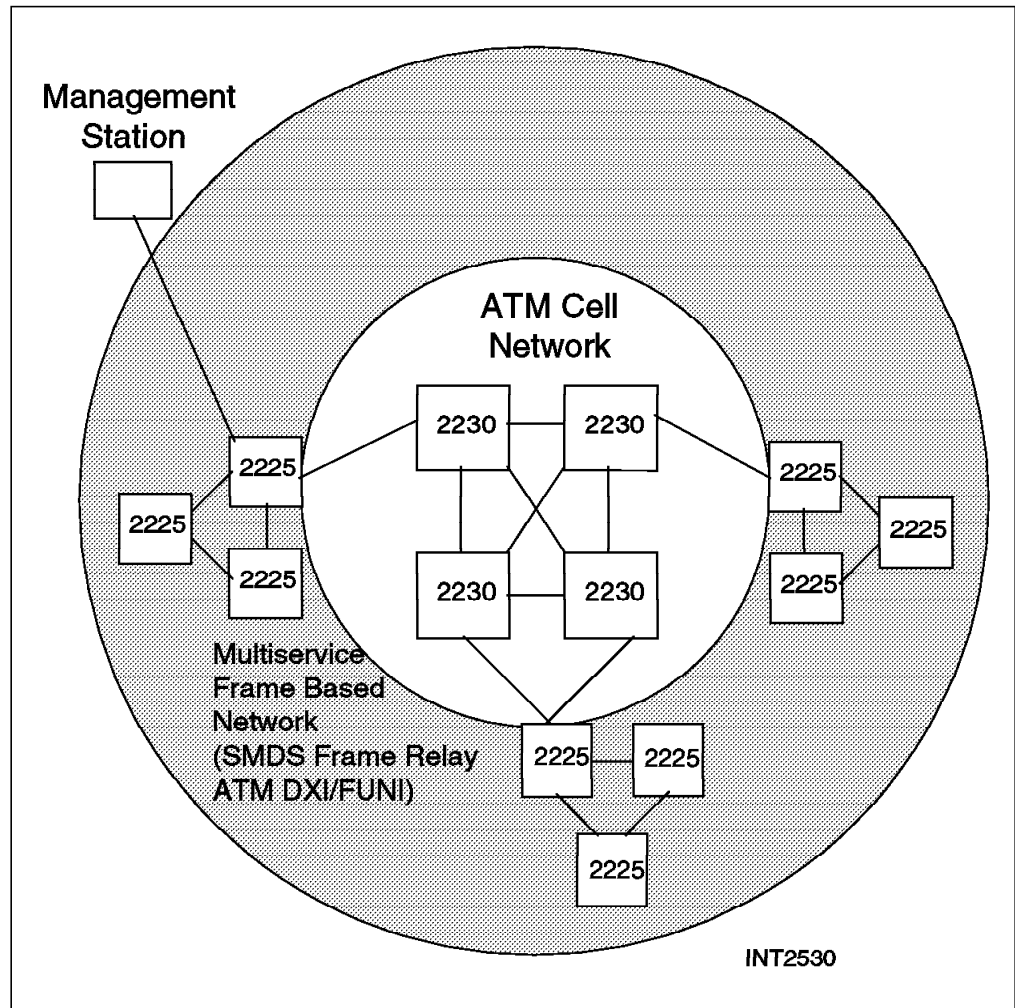 Management
Station
ATM Cell
Network
2230
2230
2225
2225
2225
2225
2225
2225
2230
2230
Multiservice
Frame Based
Network
(SMDS Frame Relay
ATM DXI/FUNI)
2225
2225
2225
INT2530